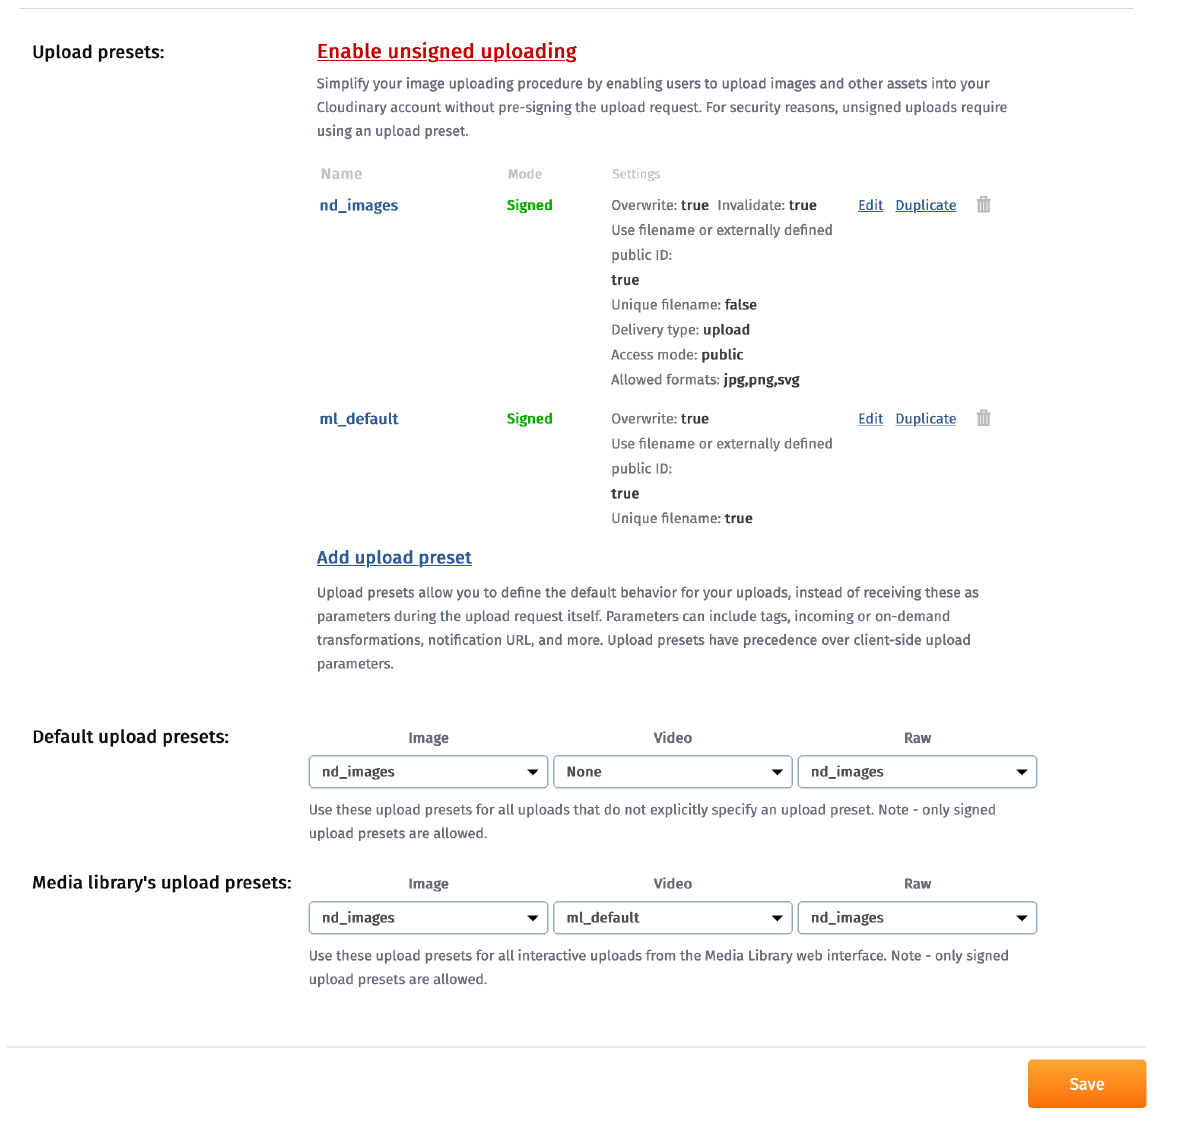 Upload presets:
Enable unsigned uploading
Simplify your image uploading procedure by enabling users to upload images and other assets into your
Cloudinary account without pre-signing the upload request. For security reasons, unsigned uploads require
using an upload preset.
Name Mode Settings
nd_images Signed Overwrite: true Invalidate: true Edit Duplicate
Use filename or externally defined
public ID:
true
Unique filename: false
Delivery type: upload
Access mode: public
Allowed formats: jpg,png,svg
ml_default Signed Overwrite: true Edit Duplicate
Use filename or externally defined
public ID:
true
Unique filename: true
Add upload preset
Upload presets allow you to define the default behavior for your uploads, instead of receiving these as
parameters during the upload request itself. Parameters can include tags, incoming or on-demand
transformations, notification URL, and more. Upload presets have precedence over client-side upload
parameters.
Default upload presets: Image Video Raw
nd_images None nd_images
Use these upload presets for all uploads that do not explicitly specify an upload preset. Note - only signed
upload presets are allowed.
Media library's upload presets: Image Video Raw
nd_images ml_default nd_images
Use these upload presets for all interactive uploads from the Media Library web interface. Note - only signed
upload presets are allowed.
Save